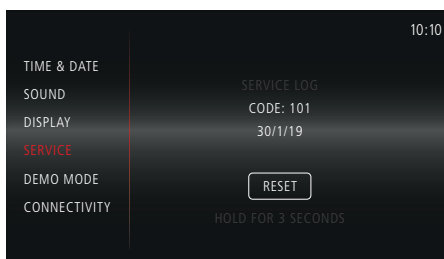 10:10
TIME & DATE
SOUND
DISPLAY
SERVICE
DEMO MODE
CONNECTIVITY
SERVICE LOG
CODE: 101
30/1/19
RESET
HOLD FOR 3 SECONDS